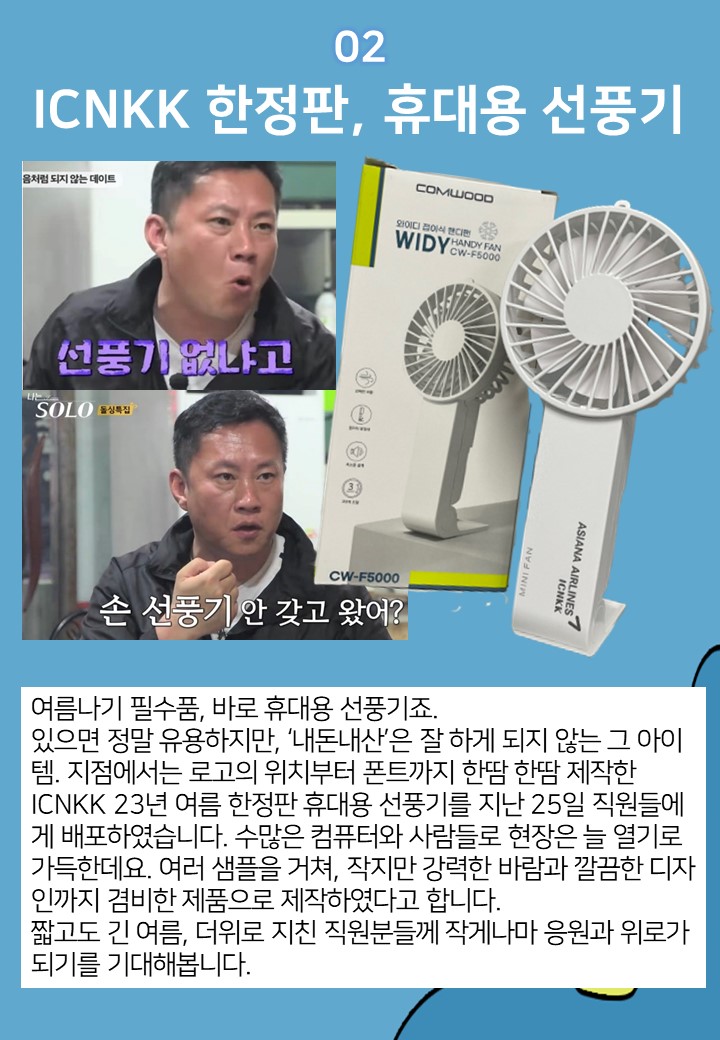 02
ICNKK 한정판, 휴대용 선풍기
음처럼 되지 않는 데이트
선풍기 없냐고
나는
SOLO 돌싱특집
손 선풍기 안 갖고 왔어?
COMWOOD
와이디 접이식 핸디팬
WIDY HANDY FAN
CW-F5000
3
CW-F5000
MINI FAN
ASIANA AIRLINES
ICNKK
여름나기 필수품, 바로 휴대용 선풍기죠.
있으면 정말 유용하지만, ‘내돈내산’은 잘 하게 되지 않는 그 아이
템. 지점에서는 로고의 위치부터 폰트까지 한땀 한땀 제작한
ICNKK 23년 여름 한정판 휴대용 선풍기를 지난 25일 직원들에
게 배포하였습니다. 수많은 컴퓨터와 사람들로 현장은 늘 열기로
가득한데요. 여러 샘플을 거쳐, 작지만 강력한 바람과 깔끔한 디자
인까지 겸비한 제품으로 제작하였다고 합니다.
짧고도 긴 여름, 더위로 지친 직원분들께 작게나마 응원과 위로가
되기를 기대해봅니다.